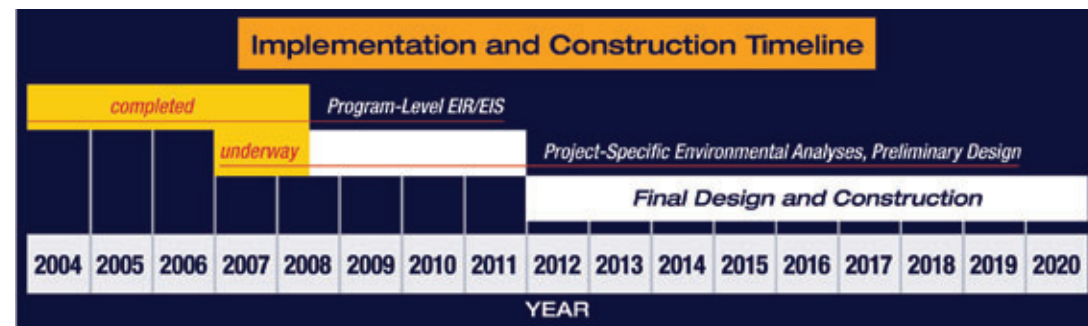 Implementation and Construction Timeline
completed Program-Level EIR/EIS
underway Project-Specific Environmental Analyses, Preliminary Design
Final Design and Construction
2004 2005 2006 2007 2008 2009 2010 2011 2012 2013 2014 2015 2016 2017 2018 2019 2020
YEAR